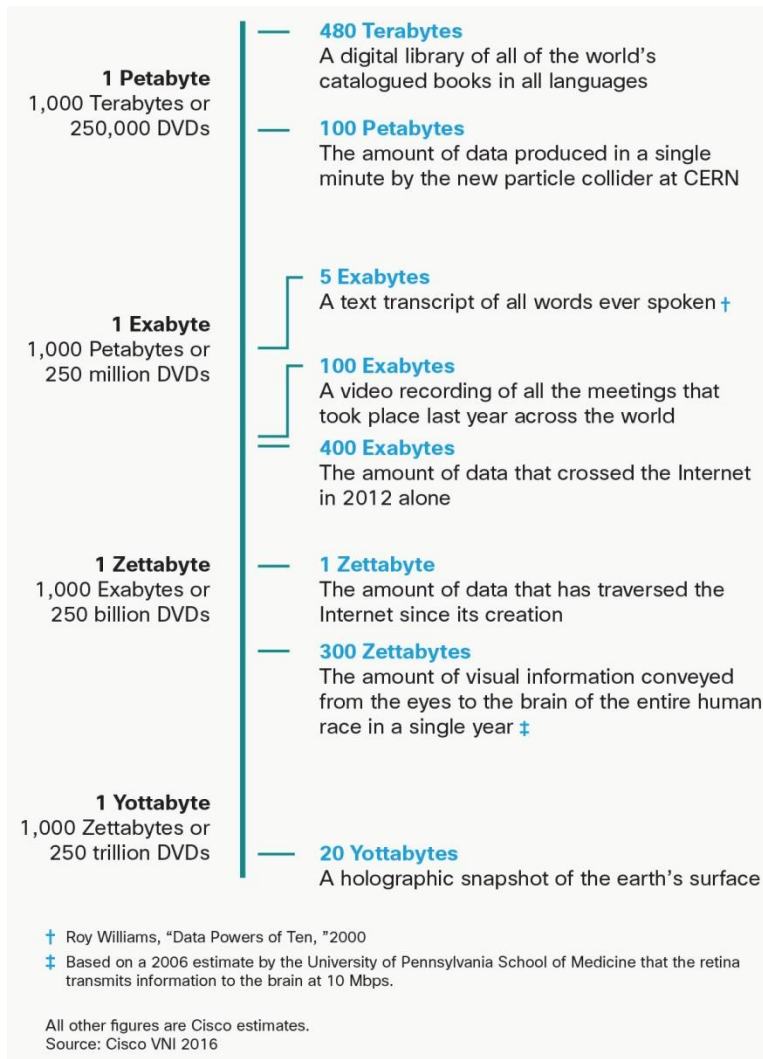 1 Petabyte
1,000 Terabytes or
250,000 DVDs
480 Terabytes
A digital library of all of the world’s
catalogued books in all languages
100 Petabytes
The amount of data produced in a single
minute by the new particle collider at CERN
1 Exabyte
1,000 Petabytes or
250 million DVDs
5 Exabytes
A text transcript of all words ever spoken †
100 Exabytes
A video recording of all the meetings that
took place last year across the world
400 Exabytes
The amount of data that crossed the Internet
in 2012 alone
1 Zettabyte
1,000 Exabytes or
250 billion DVDs
1 Zettabyte
The amount of data that has traversed the
Internet since its creation
300 Zettabytes
The amount of visual information conveyed
from the eyes to the brain of the entire human
race in a single year ‡
1 Yottabyte
1,000 Zettabytes or
250 trillion DVDs
20 Yottabytes
A holographic snapshot of the earth’s surface
† Roy Williams, “Data Powers of Ten, ”2000
‡ Based on a 2006 estimate by the University of Pennsylvania School of Medicine that the retina
transmits information to the brain at 10 Mbps.
All other figures are Cisco estimates.
Source: Cisco VNI 2016